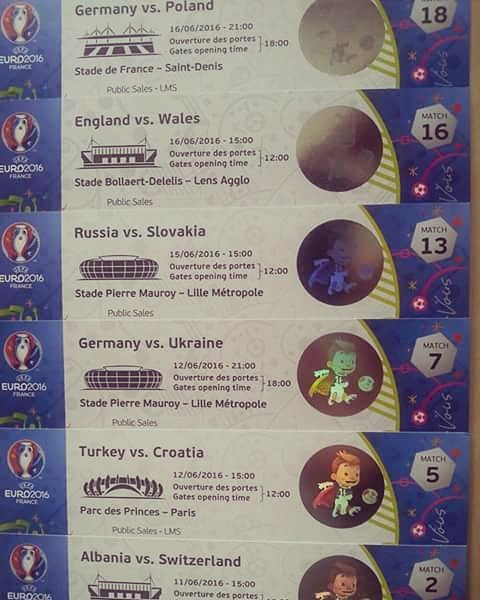 Germany vs. Poland
16/06/2016 - 21:00
Ouverture des portes
Gates opening time
18:00
Stade de France – Saint-Denis
Public Sales - LMS
UEFA
EURO2016
FRANCE
18
Vous
England vs. Wales
16/06/2016 - 15:00
Ouverture des portes
Gates opening time
12:00
Stade Bollaert-Delelis – Lens Agglo
Public Sales
UEFA
EURO2016
FRANCE
MATCH
16
Vous
Russia vs. Slovakia
15/06/2016 - 15:00
Ouverture des portes
Gates opening time
12:00
Stade Pierre Mauroy – Lille Métropole
Public Sales
UEFA
EURO2016
FRANCE
MATCH
13
Vous
Germany vs. Ukraine
12/06/2016 - 21:00
Ouverture des portes
Gates opening time
18:00
Stade Pierre Mauroy – Lille Métropole
Public Sales
UEFA
EURO2016
FRANCE
MATCH
7
Vous
Turkey vs. Croatia
12/06/2016 - 15:00
Ouverture des portes
Gates opening time
12:00
Parc des Princes – Paris
Public Sales - LMS
UEFA
EURO2016
FRANCE
MATCH
5
Vous
Albania vs. Switzerland
11/06/2016 - 15:00
Ouverture des portes
UEFA
EURO2016
MATCH
2